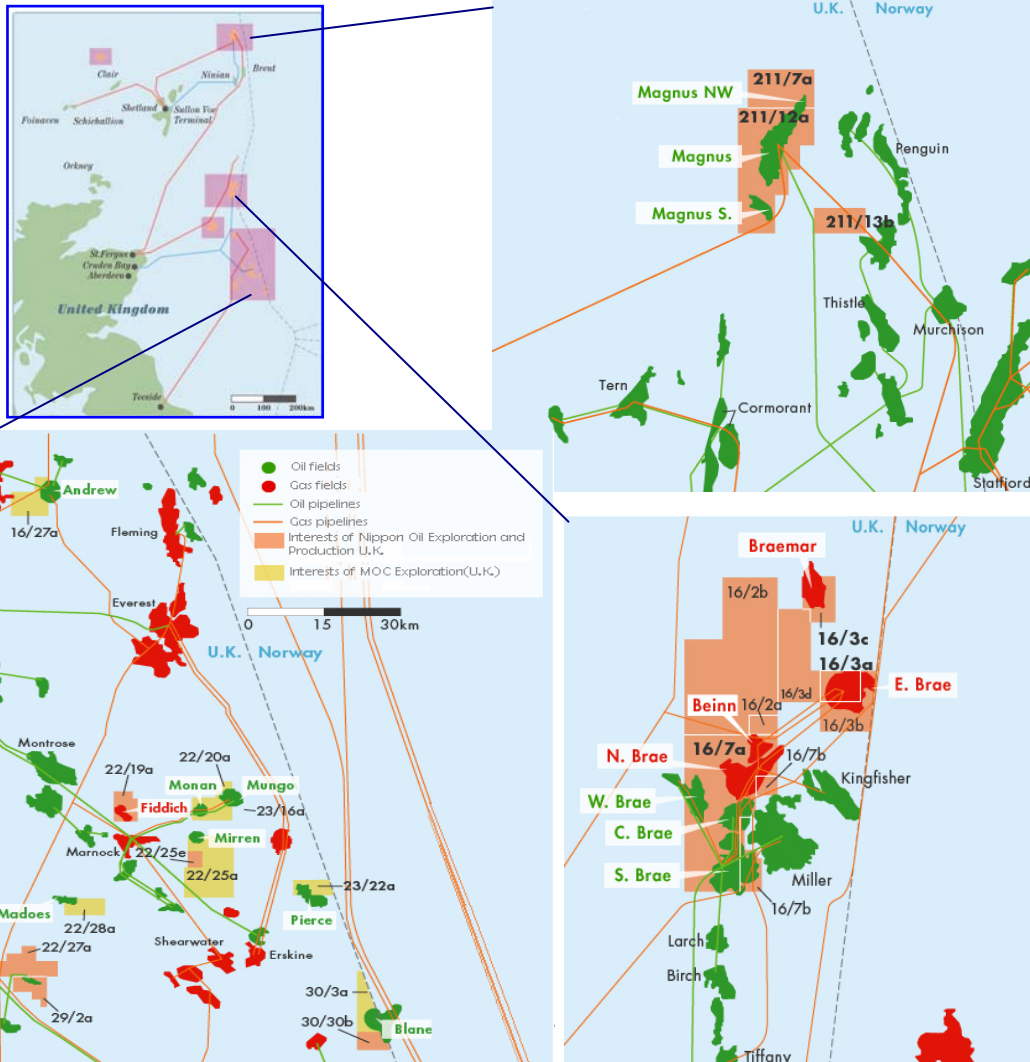 Clair
Ninian
Brent
Foinaven
Schiehallion
Shetland
Sullon Voe
Terminal
Orkney
St.Fergus
Cruden Bay
Aberdeen
United Kingdom
Teeside
0 100 200km
U.K. Norway
211/7a
Magnus NW
211/12a
Magnus
Penguin
Magnus S.
211/13b
Thistle
Murchison
Tern
Cormorant
Statfjord
Oil fields
Gas fields
Oil pipelines
Gas pipelines
Interests of Nippon Oil Exploration and
Production U.K.
Interests of MOC Exploration(U.K.)
0 15 30km
Andrew
16/27a
Fleming
Everest
U.K. Norway
Montrose
22/20a
22/19a
Monan
Mungo
Fiddich
23/16a
Mirren
Marnock
22/25e
22/25a
23/22a
Pierce
Madoes
22/28a
22/27a
Shearwater
Erskine
30/3a
29/2a
30/30b
Blane
U.K. Norway
Braemar
16/2b
16/3c
16/3a
E. Brae
16/3d
Beinn
16/2a
16/3b
16/7a
N. Brae
16/7b
Kingfisher
W. Brae
C. Brae
S. Brae
Miller
16/7b
Larch
Birch
Tiffany